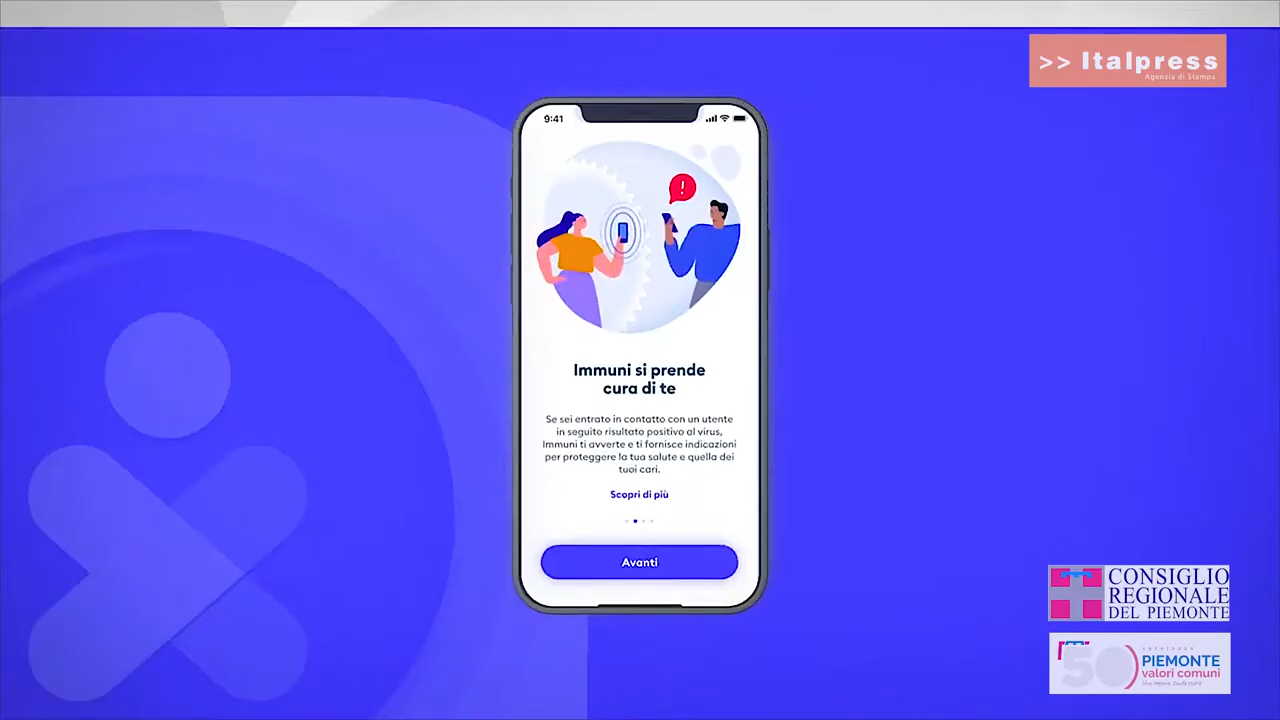 >> Italpress
Agenzia di Stampa
9:41
!
Immuni si prende
cura di te
Se sei entrato in contatto con un utente
in seguito risultato positivo al virus,
Immuni ti avverte e ti fornisce indicazioni
per proteggere la tua salute e quella dei
tuoi cari.
Scopri di più
Avanti
CONSIGLIO
REGIONALE
DEL PIEMONTE
50
PIEMONTE
valori comuni